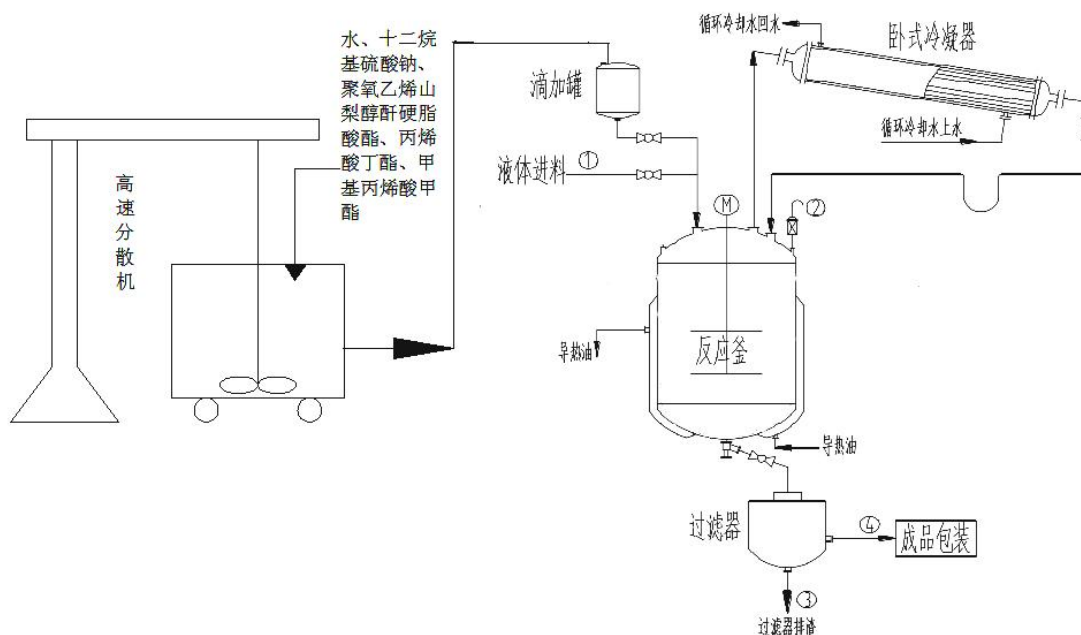 循环冷却水回水
卧式冷凝器
水、十二烷
基硫酸钠、
聚氧乙烯山
梨醇酐硬脂
酸酯、丙烯
酸丁酯、甲
基丙烯酸甲
酯
滴加罐
循环冷却水上水
高速分散机
液体进料
①
M
②
反应釜
导热油
导热油
过滤器
④
成品包装
③
过滤器排渣